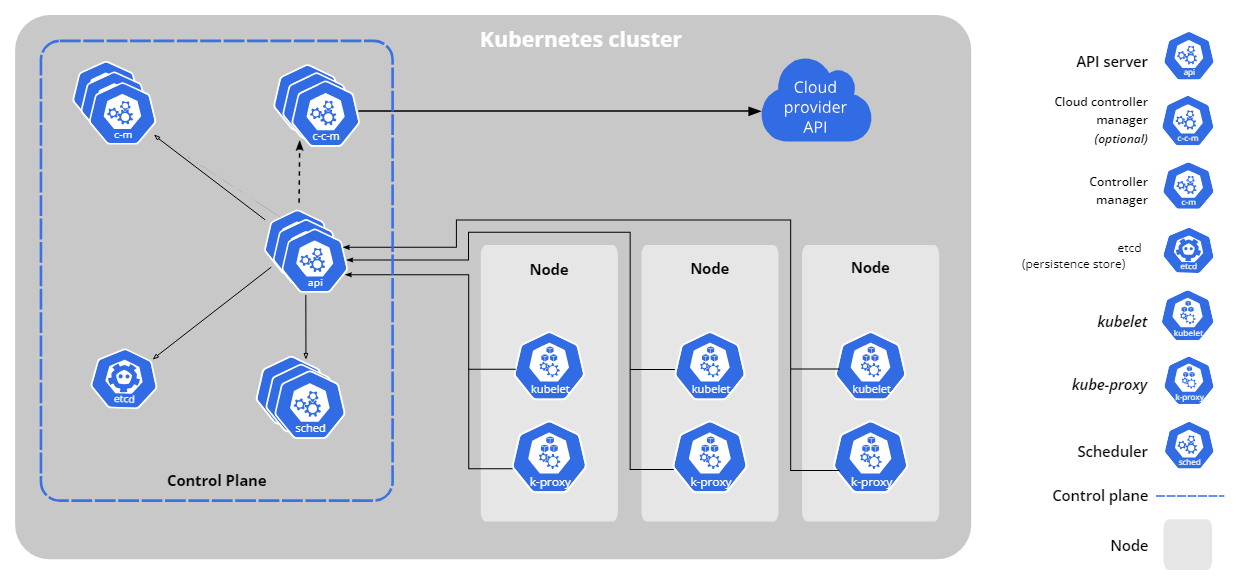 Kubernetes cluster
c-m
c-c-m
Cloud
provider
API
api
etcd
sched
Control Plane
Node
kubelet
k-proxy
Node
kubelet
k-proxy
Node
kubelet
k-proxy
API server
api
Cloud controller
manager
(optional)
c-c-m
Controller
manager
c-m
etcd
(persistence store)
etcd
kubelet
kubelet
kube-proxy
k-proxy
Scheduler
sched
Control plane
Node